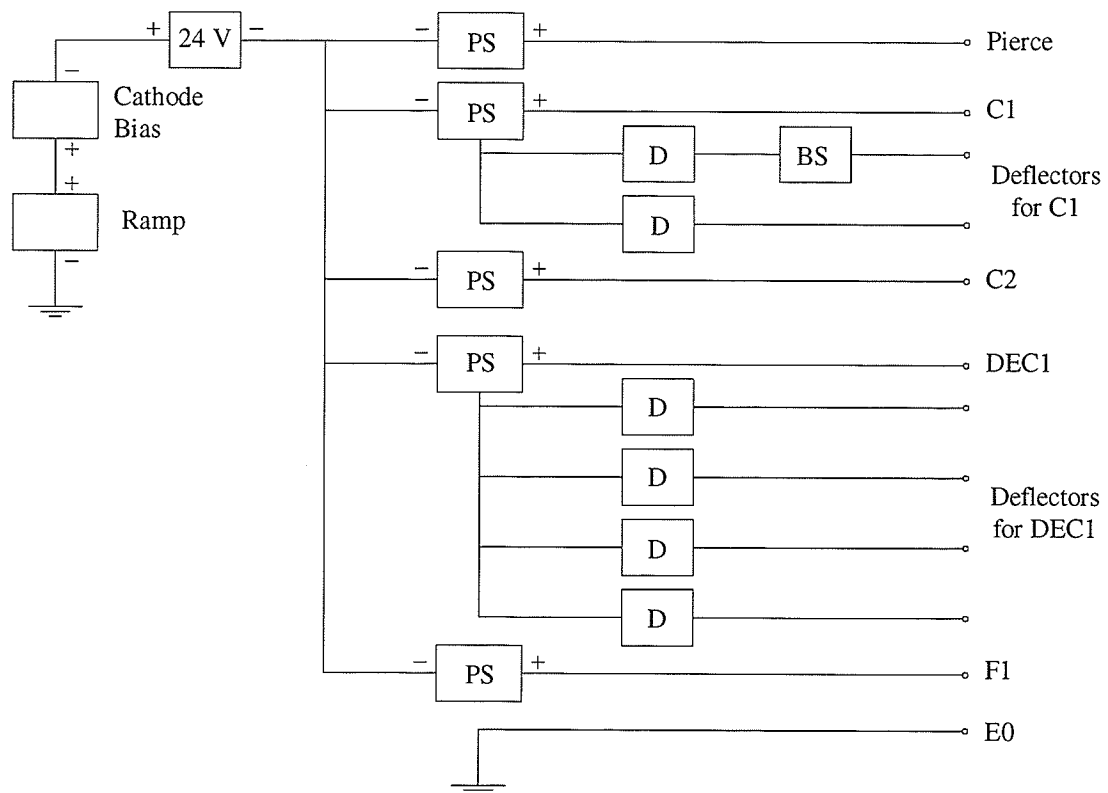 + 24 V −
− PS + Pierce
−
Cathode
Bias
+
− PS + C1
D BS
Deflectors
for C1
+
Ramp
−
D
− PS + C2
− PS + DEC1
D
D
Deflectors
for DEC1
D
D
− PS + F1
E0